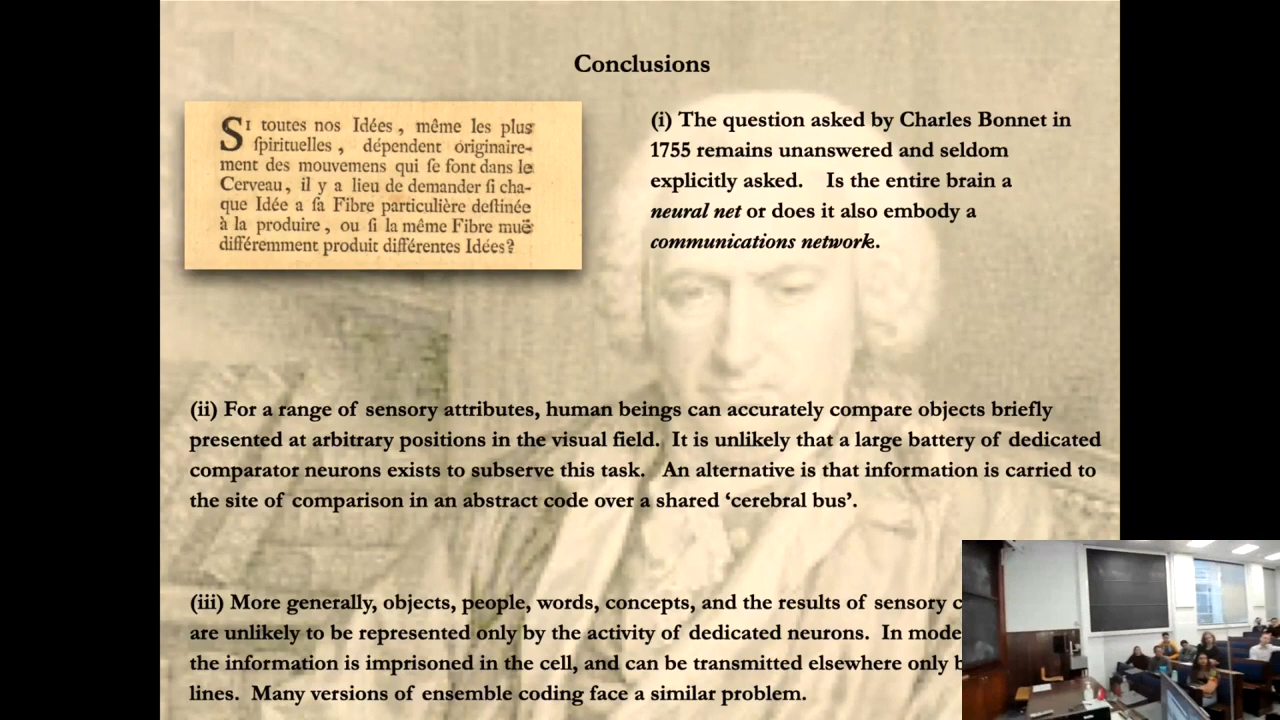 Conclusions
SI toutes nos Idées, même les plus
ſpirituelles, dépendent originaire-
ment des mouvemens qui ſe font dans le
Cerveau, il y a lieu de demander ſi cha-
que Idée a ſa Fibre particulière deſtinée
à la produire, ou ſi la même Fibre muë
différemment produit différentes Idées?
(i) The question asked by Charles Bonnet in
1755 remains unanswered and seldom
explicitly asked. Is the entire brain a
neural net or does it also embody a
communications network.
(ii) For a range of sensory attributes, human beings can accurately compare objects briefly
presented at arbitrary positions in the visual field. It is unlikely that a large battery of dedicated
comparator neurons exists to subserve this task. An alternative is that information is carried to
the site of comparison in an abstract code over a shared ‘cerebral bus’.
(iii) More generally, objects, people, words, concepts, and the results of sensory
are unlikely to be represented only by the activity of dedicated neurons. In
the information is imprisoned in the cell, and can be transmitted elsewhere only
lines. Many versions of ensemble coding face a similar problem.